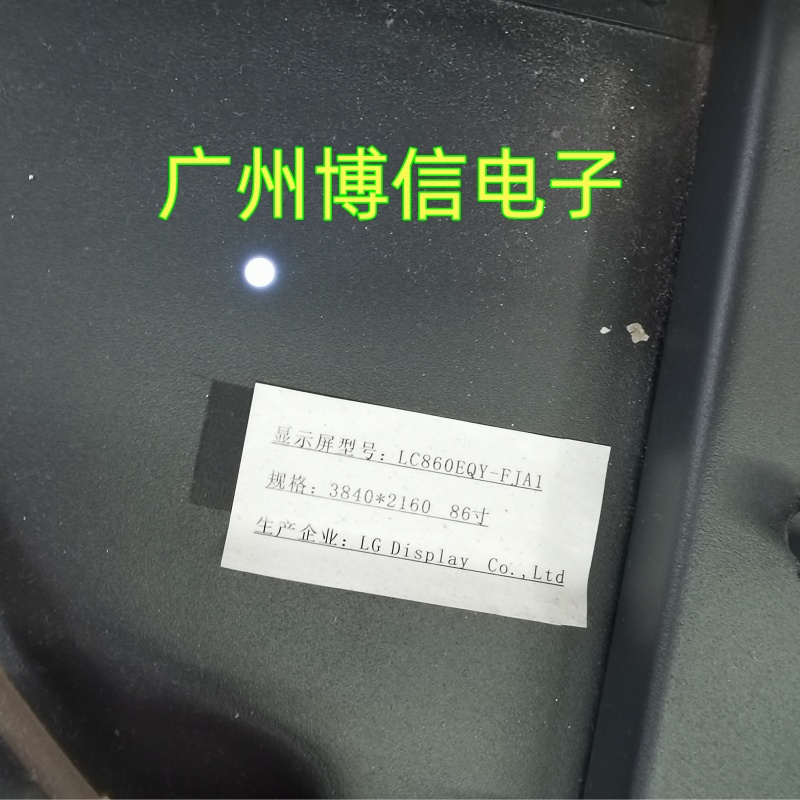 广州博信电子
显示屏型号：LC860EQY-FJA1
规格：3840*2160 86寸
生产企业：LG Display Co.,Ltd